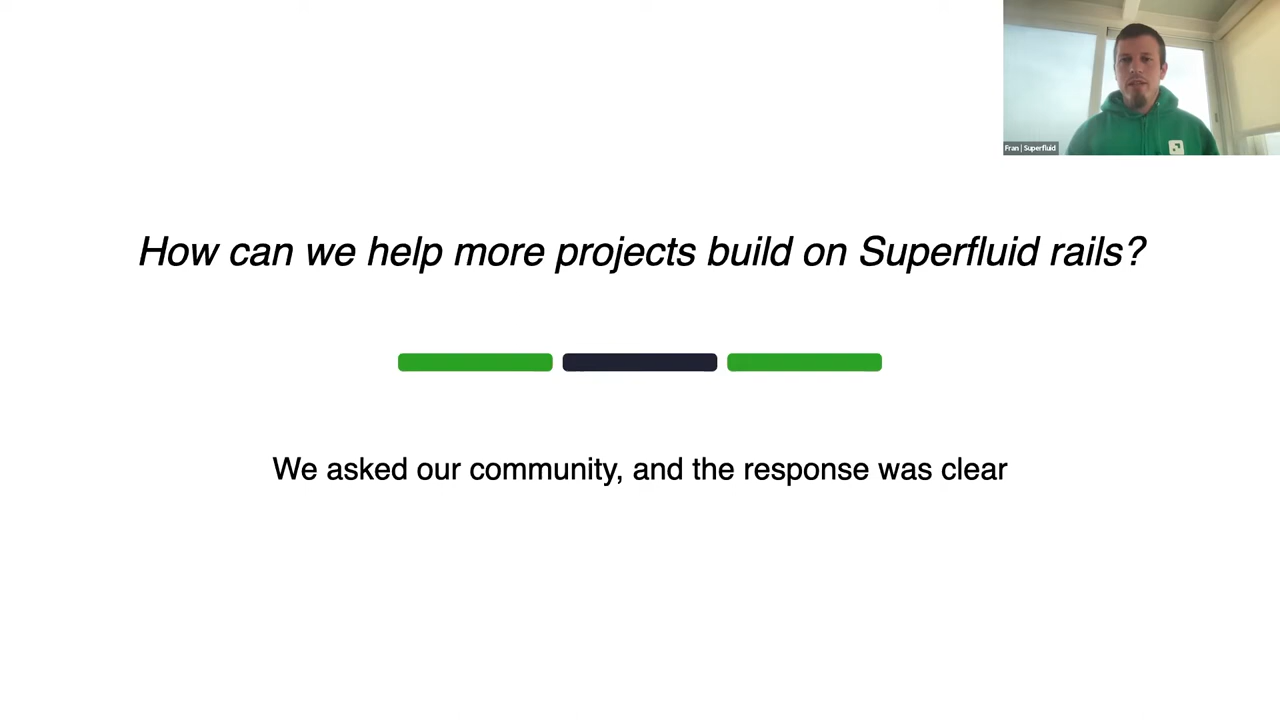 Fran | Superfluid
How can we help more projects build on Superfluid rails?
We asked our community, and the response was clear